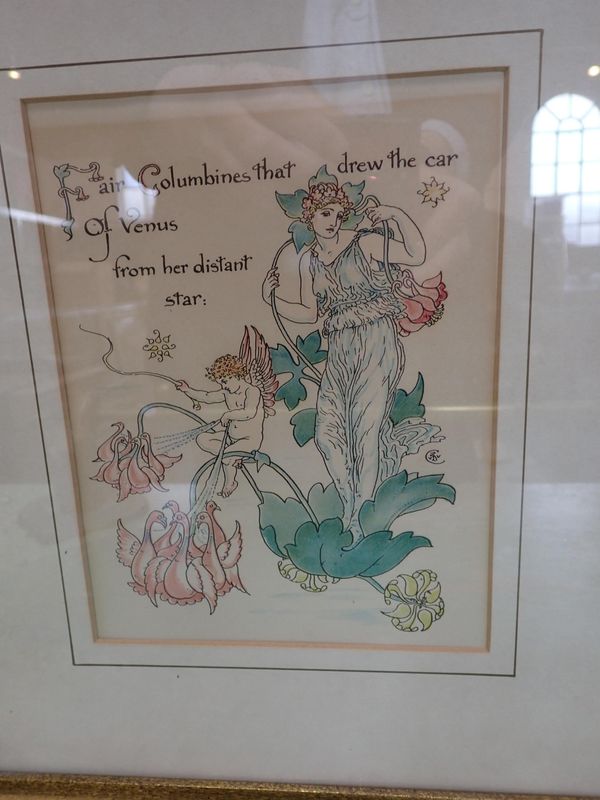 Fair Columbines that drew the car
Of Venus
from her distant
star: